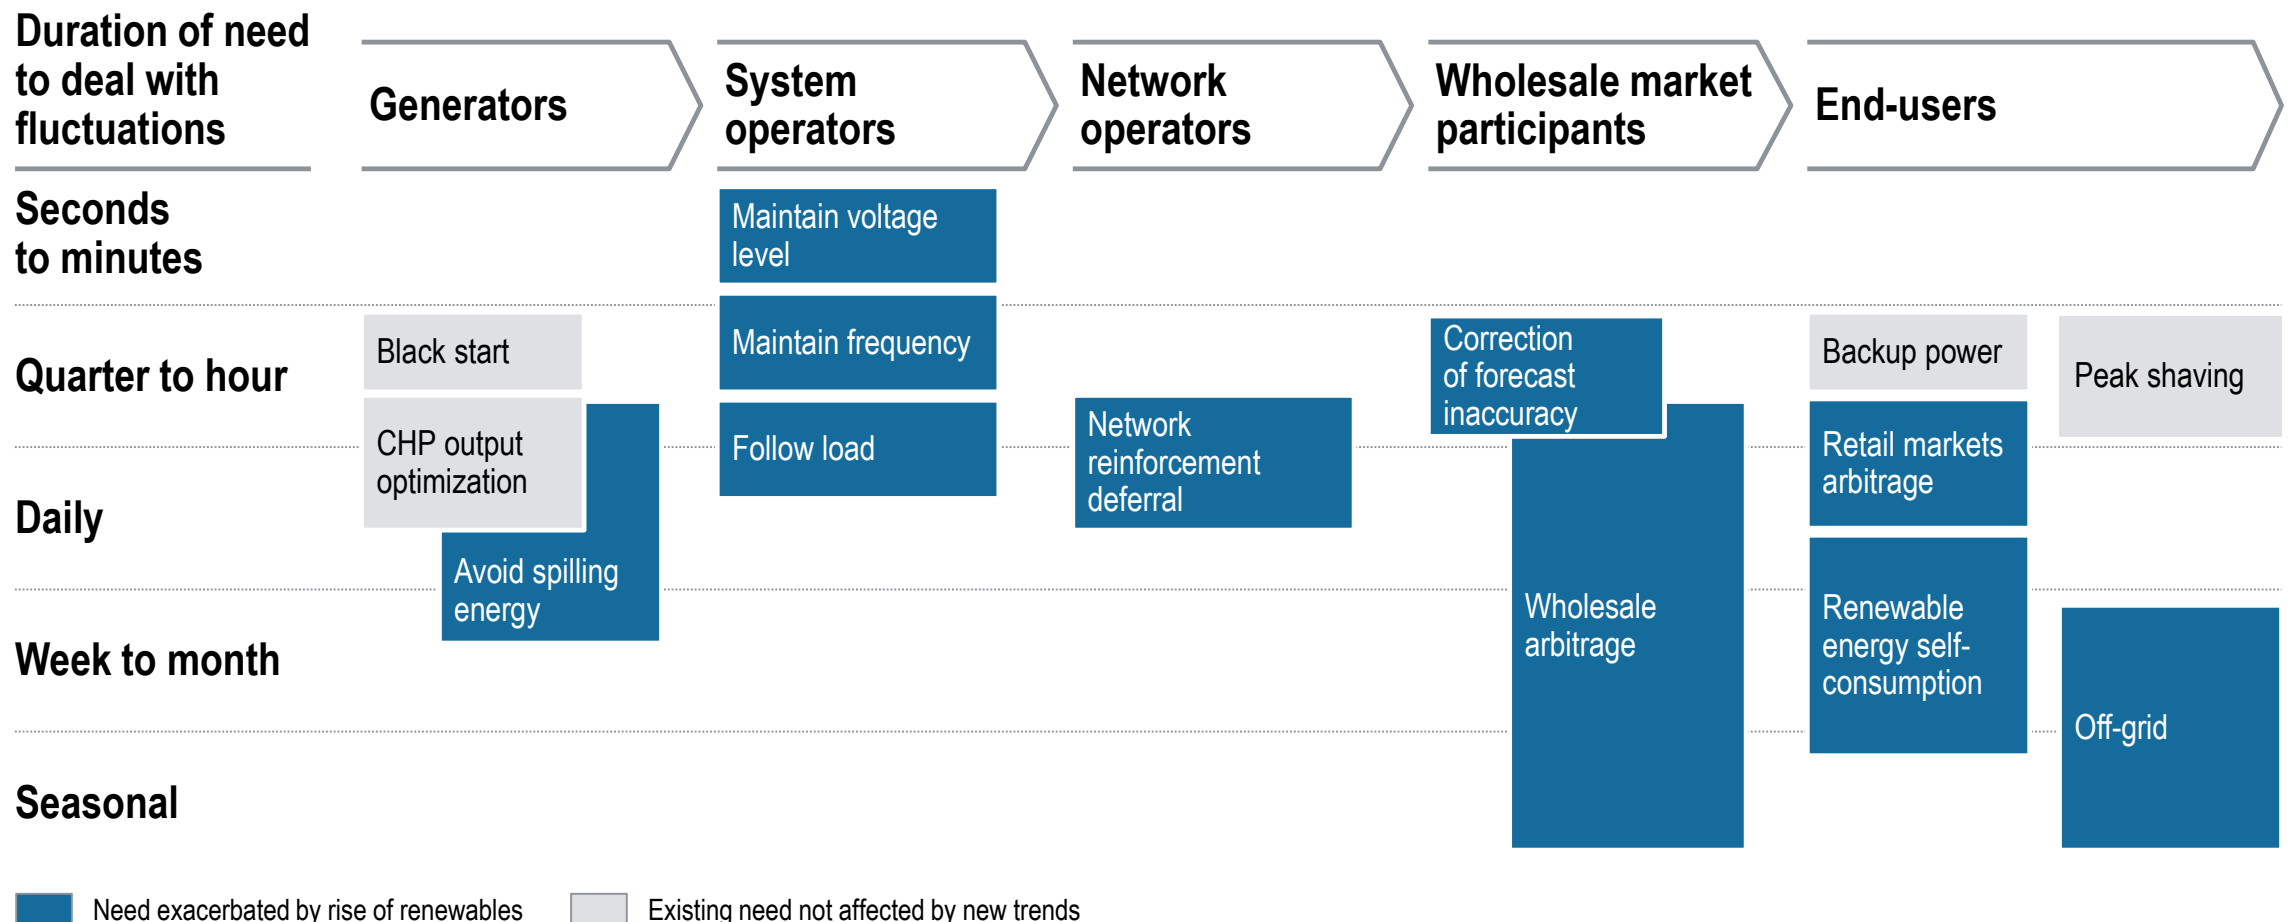 Duration of need
to deal with
fluctuations
Generators
System
operators
Network
operators
Wholesale market
participants
End-users
Seconds
to minutes
Maintain voltage
level
Quarter to hour
Black start
Maintain frequency
Correction
of forecast
inaccuracy
Backup power
Peak shaving
CHP output
optimization
Follow load
Network
reinforcement
deferral
Retail markets
arbitrage
Daily
Avoid spilling
energy
Wholesale
arbitrage
Renewable
energy self-
consumption
Week to month
Off-grid
Seasonal
Need exacerbated by rise of renewables
Existing need not affected by new trends